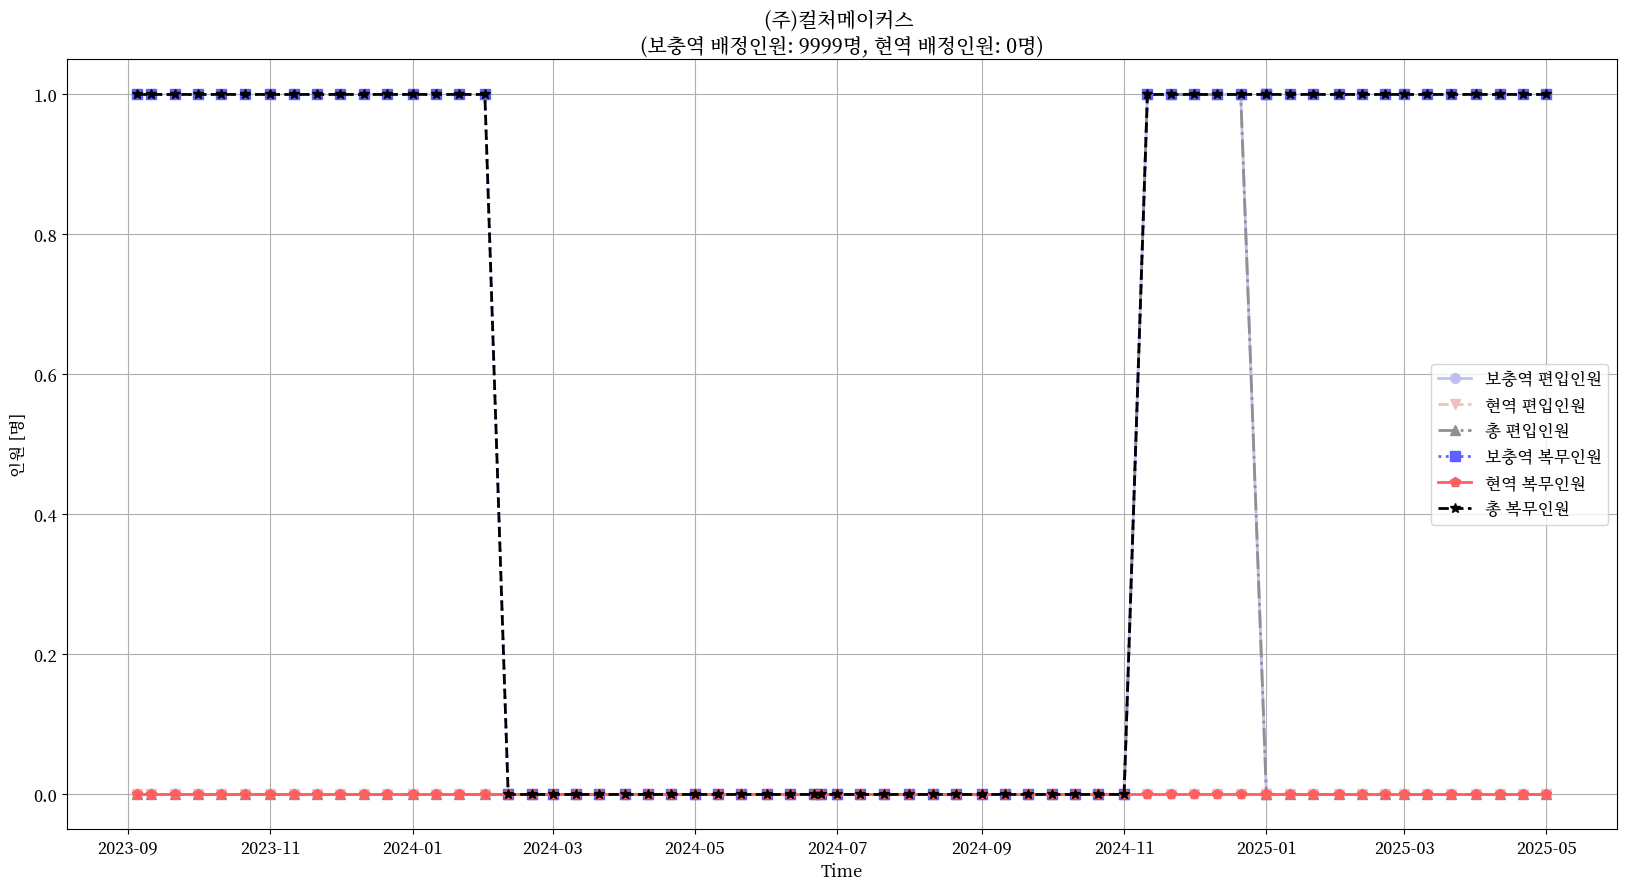 (주)컬처메이커스
(보충역 배정인원: 9999명, 현역 배정인원: 0명)
인원 [명]
1.0
0.8
0.6
0.4
0.2
0.0
보충역 편입인원
현역 편입인원
총 편입인원
보충역 복무인원
현역 복무인원
총 복무인원
2023-09 2023-11 2024-01 2024-03 2024-05 2024-07 2024-09 2024-11 2025-01 2025-03 2025-05
Time